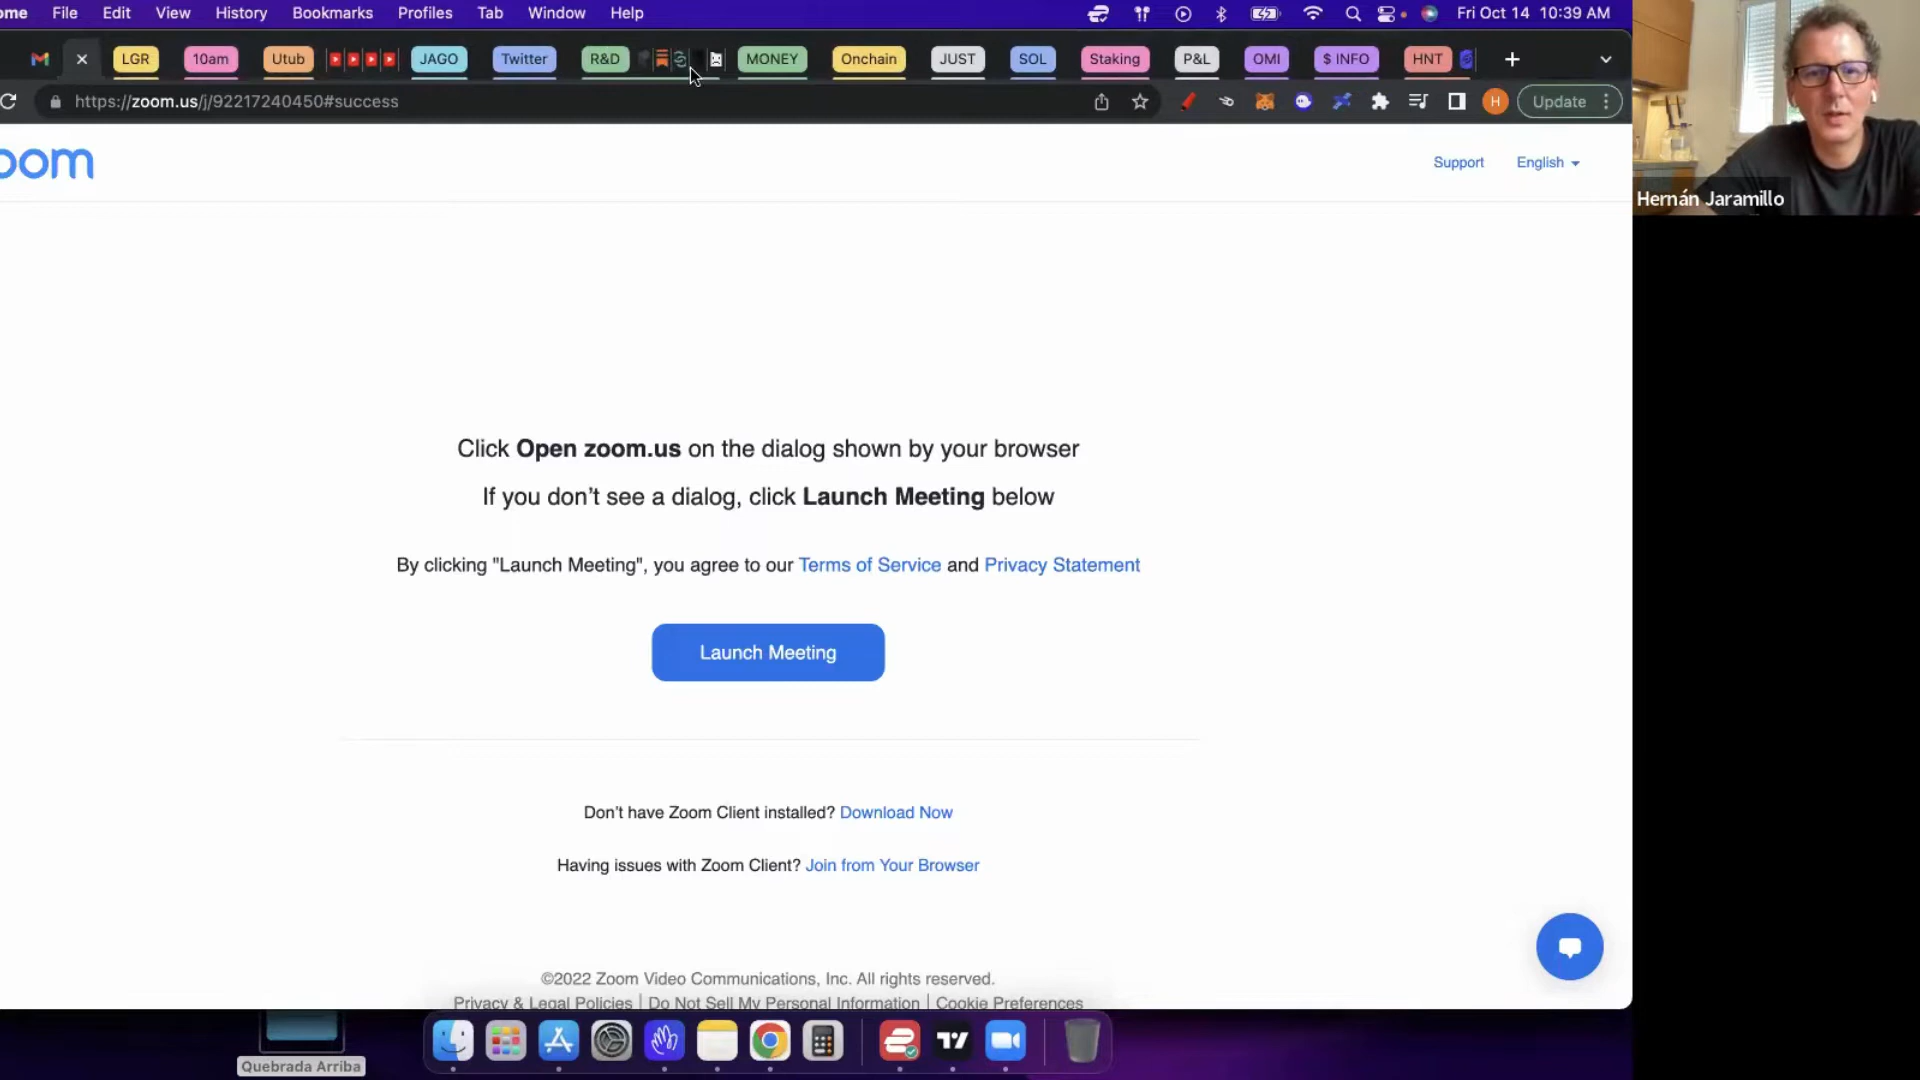 ome File Edit View History Bookmarks Profiles Tab Window Help Fri Oct 14 10:39 AM
LGR 10am Utub JAGO Twitter R&D MONEY Onchain JUST SOL Staking P&L OMI $ INFO HNT
https://zoom.us/j/92217240450#success H Update
oom Support English
Hernán Jaramillo
Click Open zoom.us on the dialog shown by your browser
If you don’t see a dialog, click Launch Meeting below
By clicking "Launch Meeting", you agree to our Terms of Service and Privacy Statement
Launch Meeting
Don’t have Zoom Client installed? Download Now
Having issues with Zoom Client? Join from Your Browser
©2022 Zoom Video Communications, Inc. All rights reserved.
Privacy & Legal Policies | Do Not Sell My Personal Information | Cookie Preferences
Quebrada Arriba